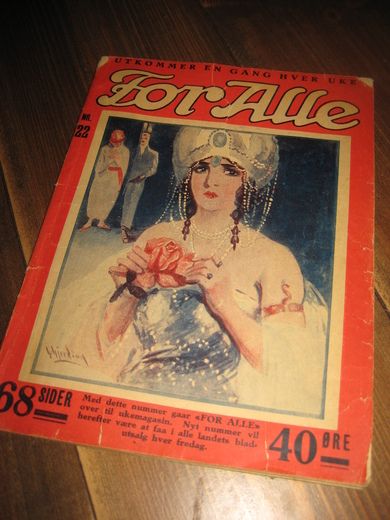 UTKOMMER EN GANG HVER UKE
For Alle
NR.
22
68 SIDER
Med dette nummer gaar «FOR ALLE»
over til uksmagasin. Nyt nummer vil
herefter være at faa i alle landets blad-
utsalg hver fredag.
40 ØRE